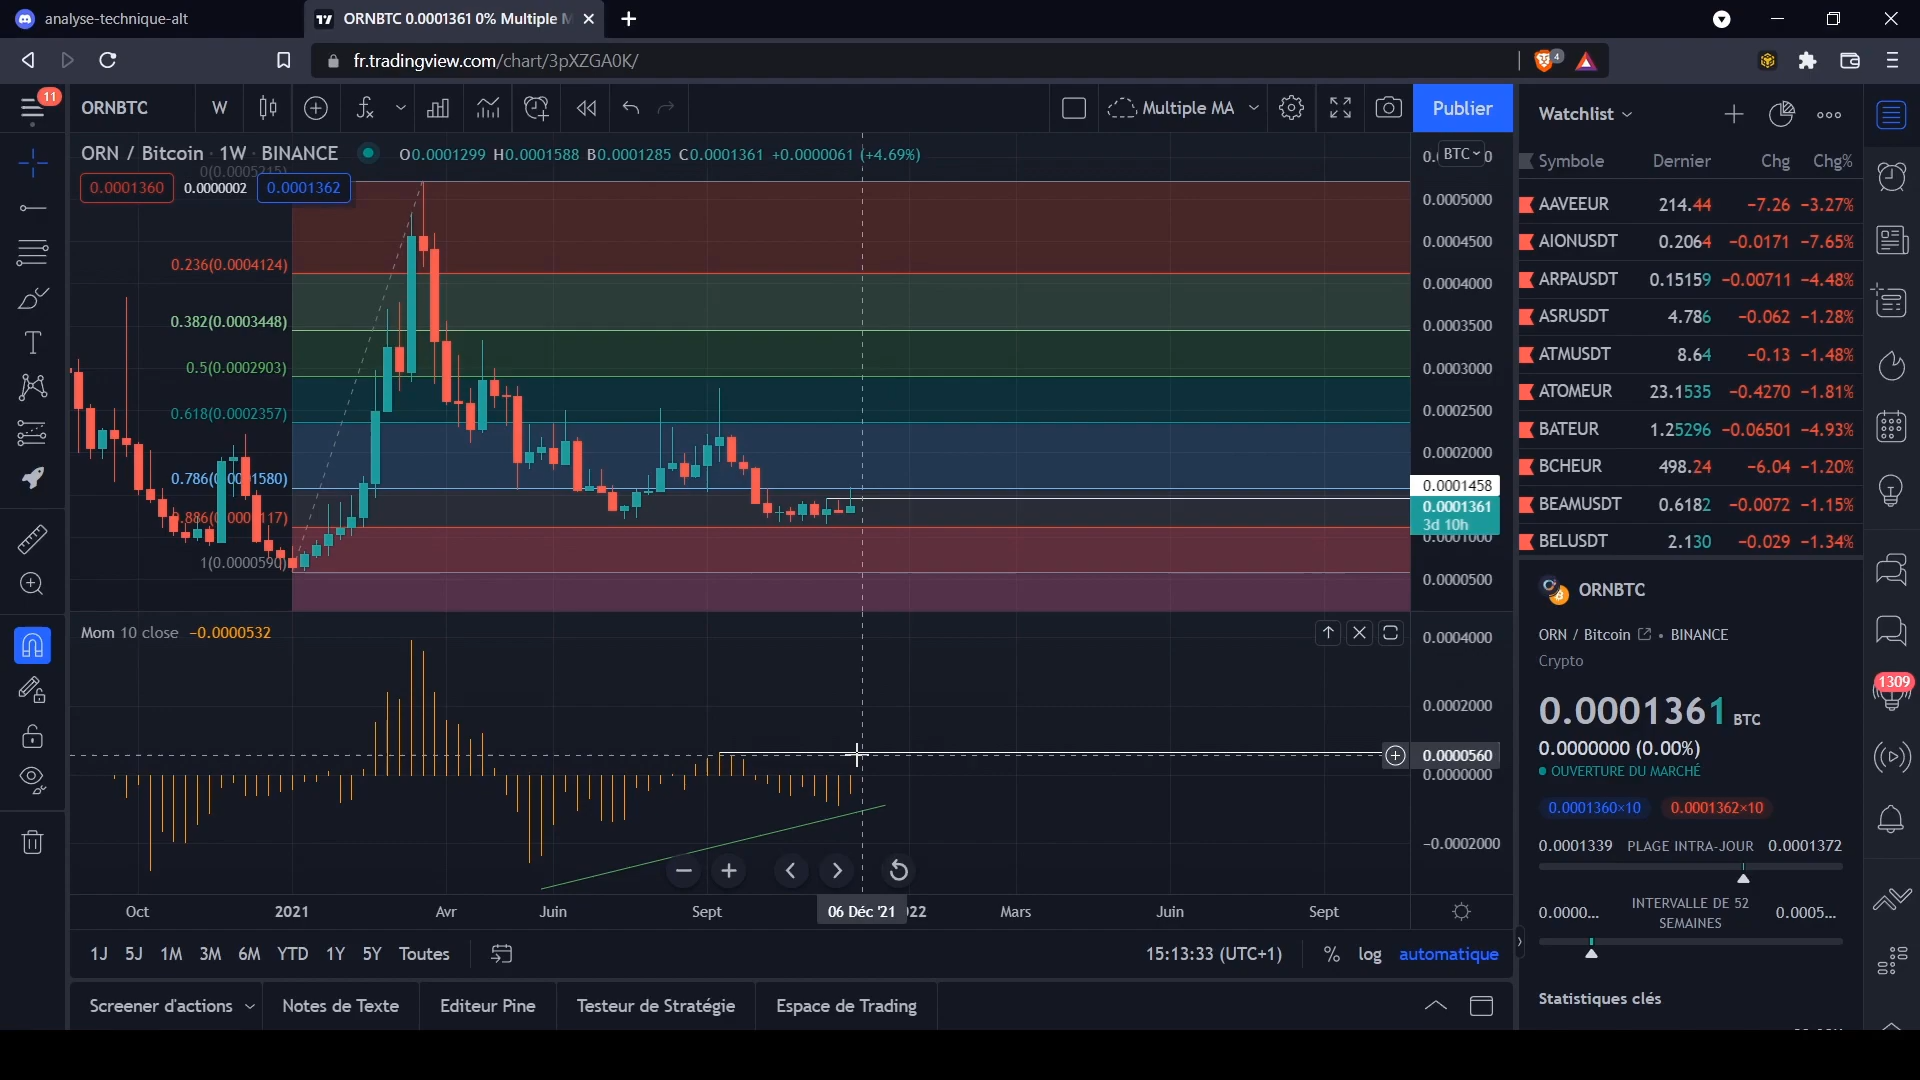 analyse-technique-alt
ORNBTC 0.0001361 0% Multiple M
fr.tradingview.com/chart/3pXZGA0K/
4
11
ORNBTC
W
Multiple MA
Publier
Watchlist
ORN / Bitcoin · 1W · BINANCE
O0.0001299 H0.0001588 B0.0001285 C0.0001361 +0.0000061 (+4.69%)
BTC
0.0001360
0.0000002
0.0001362
0(0.0005215)
0.236(0.0004124)
0.382(0.0003448)
0.5(0.0002903)
0.618(0.0002357)
1(0.0000590)
0.0005000
0.0004500
0.0004000
0.0003500
0.0003000
0.0002500
0.0002000
0.0001458
0.0001361
3d 10h
0.0001000
0.0000500
Mom 10 close -0.0000532
0.0004000
0.0002000
0.0000560
0.0000000
-0.0002000
Oct
2021
Avr
Juin
Sept
06 Déc '21
22
Mars
Juin
Sept
1J 5J 1M 3M 6M YTD 1Y 5Y Toutes
15:13:33 (UTC+1)
% log automatique
Screener d'actions
Notes de Texte
Editeur Pine
Testeur de Stratégie
Espace de Trading
Symbole Dernier Chg Chg%
AAVEEUR 214.44 -7.26 -3.27%
AIONUSDT 0.2064 -0.0171 -7.65%
ARPAUSDT 0.15159 -0.00711 -4.48%
ASRUSDT 4.786 -0.062 -1.28%
ATMUSDT 8.64 -0.13 -1.48%
ATOMEUR 23.1535 -0.4270 -1.81%
BATEUR 1.25296 -0.06501 -4.93%
BCHEUR 498.24 -6.04 -1.20%
BEAMUSDT 0.6182 -0.0072 -1.15%
BELUSDT 2.130 -0.029 -1.34%
ORNBTC
ORN / Bitcoin • BINANCE
Crypto
0.0001361 BTC
0.0000000 (0.00%)
OUVERTURE DU MARCHÉ
0.0001360×10 0.0001362×10
0.0001339 PLAGE INTRA-JOUR 0.0001372
0.0000... INTERVALLE DE 52 SEMAINES 0.0005...
Statistiques clés
1309